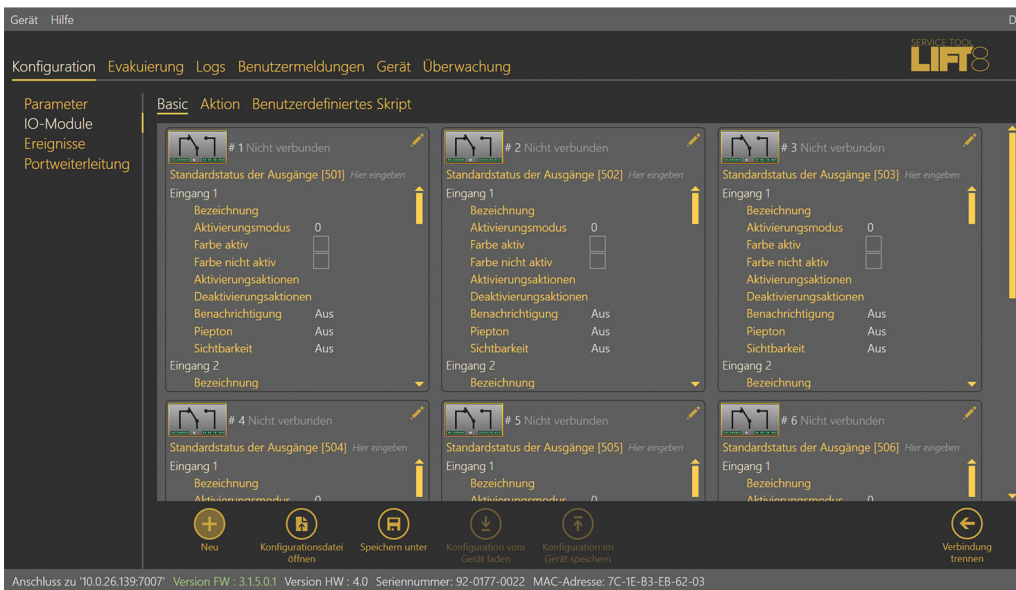 Gerät Hilfe D
SERVICE TOOL
LIFT8
Konfiguration Evakuierung Logs Benutzermeldungen Gerät Überwachung
Parameter
IO-Module
Ereignisse
Portweiterleitung
Basic Aktion Benutzerdefiniertes Skript
# 1 Nicht verbunden
Standardstatus der Ausgänge [501] Hier eingeben
Eingang 1
Bezeichnung
Aktivierungsmodus 0
Farbe aktiv
Farbe nicht aktiv
Aktivierungsaktionen
Deaktivierungsaktionen
Benachrichtigung Aus
Piepton Aus
Sichtbarkeit Aus
Eingang 2
Bezeichnung
# 2 Nicht verbunden
Standardstatus der Ausgänge [502] Hier eingeben
Eingang 1
Bezeichnung
Aktivierungsmodus 0
Farbe aktiv
Farbe nicht aktiv
Aktivierungsaktionen
Deaktivierungsaktionen
Benachrichtigung Aus
Piepton Aus
Sichtbarkeit Aus
Eingang 2
Bezeichnung
# 3 Nicht verbunden
Standardstatus der Ausgänge [503] Hier eingeben
Eingang 1
Bezeichnung
Aktivierungsmodus 0
Farbe aktiv
Farbe nicht aktiv
Aktivierungsaktionen
Deaktivierungsaktionen
Benachrichtigung Aus
Piepton Aus
Sichtbarkeit Aus
Eingang 2
Bezeichnung
# 4 Nicht verbunden
Standardstatus der Ausgänge [504] Hier eingeben
Eingang 1
Bezeichnung
Aktivierungsmodus 0
# 5 Nicht verbunden
Standardstatus der Ausgänge [505] Hier eingeben
Eingang 1
Bezeichnung
Aktivierungsmodus 0
# 6 Nicht verbunden
Standardstatus der Ausgänge [506] Hier eingeben
Eingang 1
Bezeichnung
Aktivierungsmodus 0
Neu
Konfigurationsdatei
öffnen
Speichern unter
Konfiguration vom
Gerät laden
Konfiguration im
Gerät speichern
Verbindung
trennen
Anschluss zu '10.0.26.139:7007' Version FW : 3.1.5.0.1 Version HW : 4.0 Seriennummer: 92-0177-0022 MAC-Adresse: 7C-1E-B3-EB-62-03